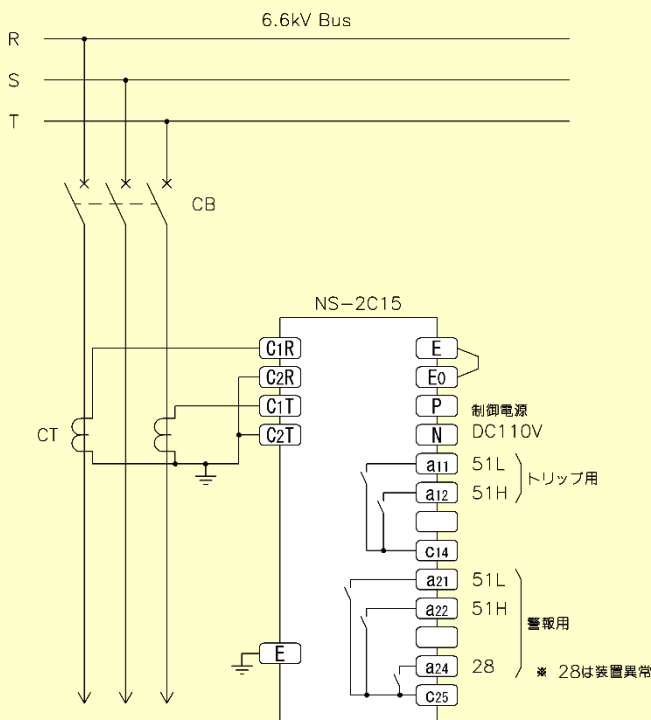 6.6kV Bus
R
S
T
CB
NS-2C15
C1R
C2R
C1T
C2T
CT
E
E
E0
P
N
制御電源
DC110V
a11 51L
a12 51H
トリップ用
C14
a21 51L
a22 51H
警報用
a24 28
※ 28は装置異常
C25